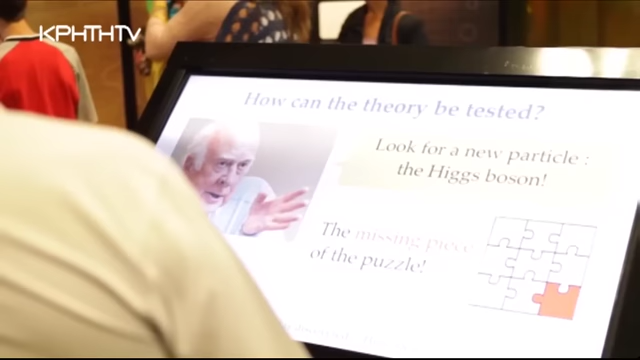 ΚΡΗΤΗTV
How can the theory be tested?
Look for a new particle :
the Higgs boson!
The missing piece
of the puzzle!